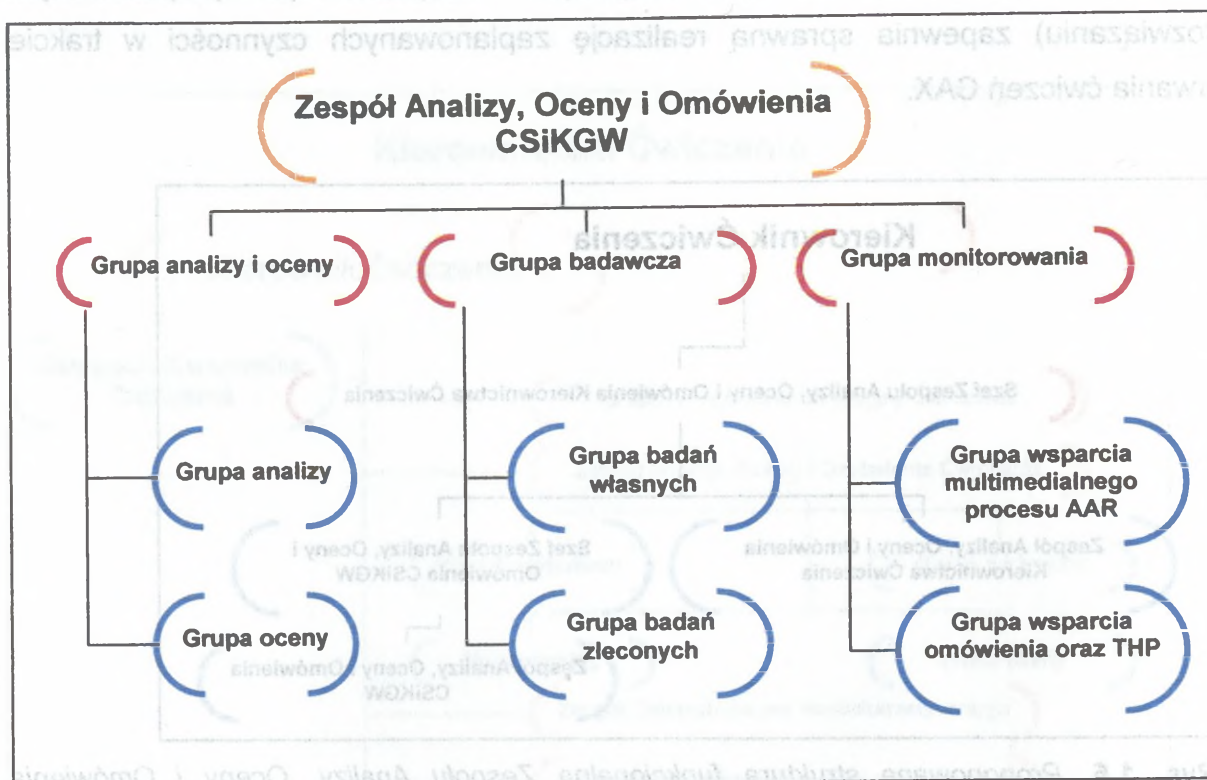 Zespół Analizy, Oceny i Omówienia
CSiKGW
Grupa analizy i oceny
Grupa badawcza
Grupa monitorowania
Grupa analizy
Grupa badań
własnych
Grupa wsparcia
multimedialnego
procesu AAR
Grupa oceny
Grupa badań
zleconych
Grupa wsparcia
omówienia oraz THP
ozwiązaniu) zapewnia sprawną realizację zaplanowanych czynności w trakcie
wania ćwiczeń CAX.
Kierownik Ćwiczenia
Szef Zespołu Analizy, Oceny i Omówienia Kierownictwa Ćwiczenia
Szef Zespołu Analizy, Oceny i
Omówienia CSiKGW
Zespół Analizy, Oceny i Omówienia
Kierownictwa Ćwiczenia
Zespół Analizy, Oceny i Omówienia
CSiKGW
1.6. Proponowana struktura funkcjonalna Zespołu Analizy, Oceny i Omówienia